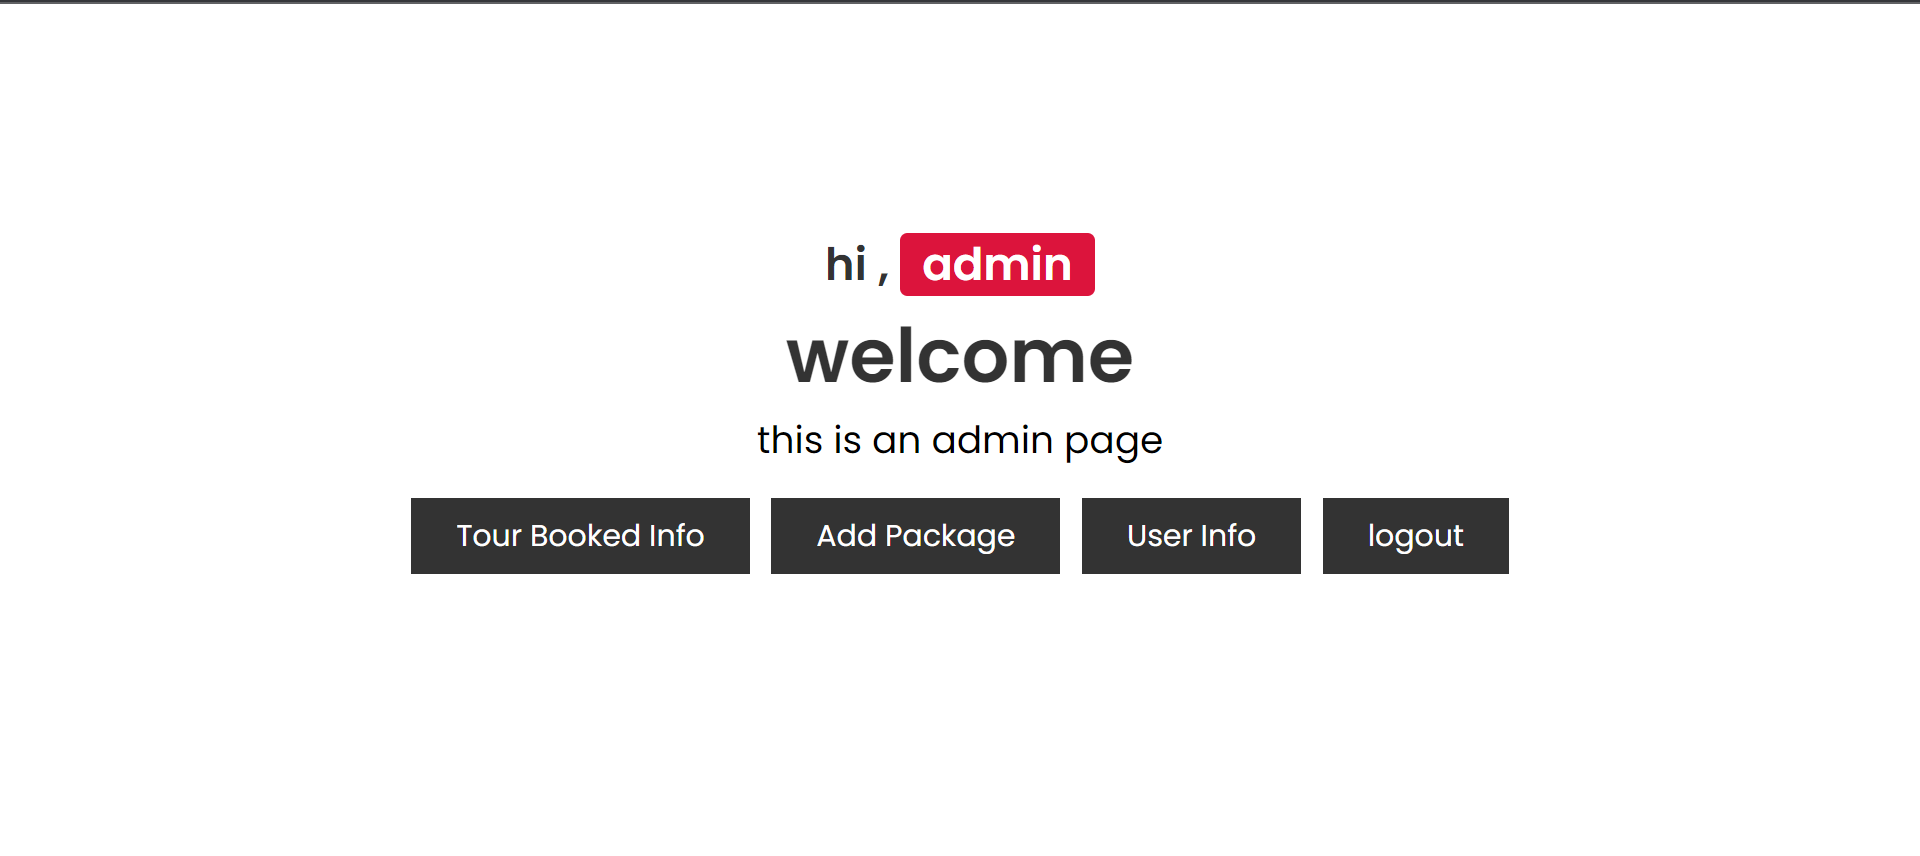 hi , admin
welcome
this is an admin page
Tour Booked Info Add Package User Info logout